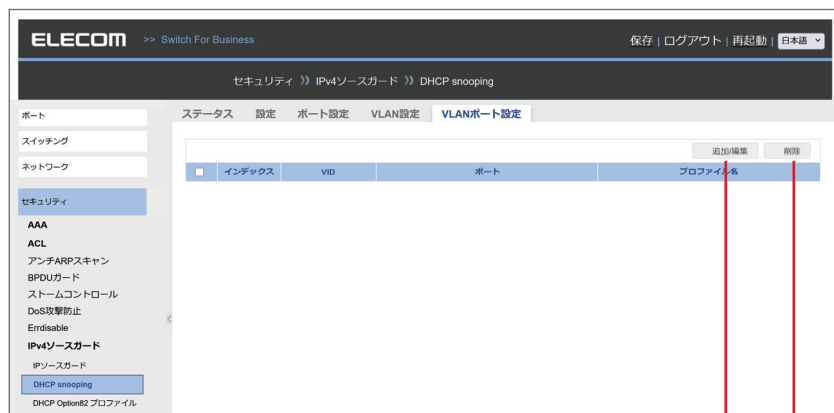 ELECOM >> Switch For Business 保存 | ログアウト | 再起動 | 日本語
セキュリティ 》 IPv4ソースガード 》 DHCP snooping
ステータス 設定 ポート設定 VLAN設定 VLANポート設定
追加/編集 削除
インデックス VID ポート プロファイル名
ポート
スイッチング
ネットワーク
セキュリティ
AAA
ACL
アンチARPスキャン
BPDUガード
ストームコントロール
DoS攻撃防止
Errdisable
IPv4ソースガード
IPソースガード
DHCP snooping
DHCP Option82 プロファイル